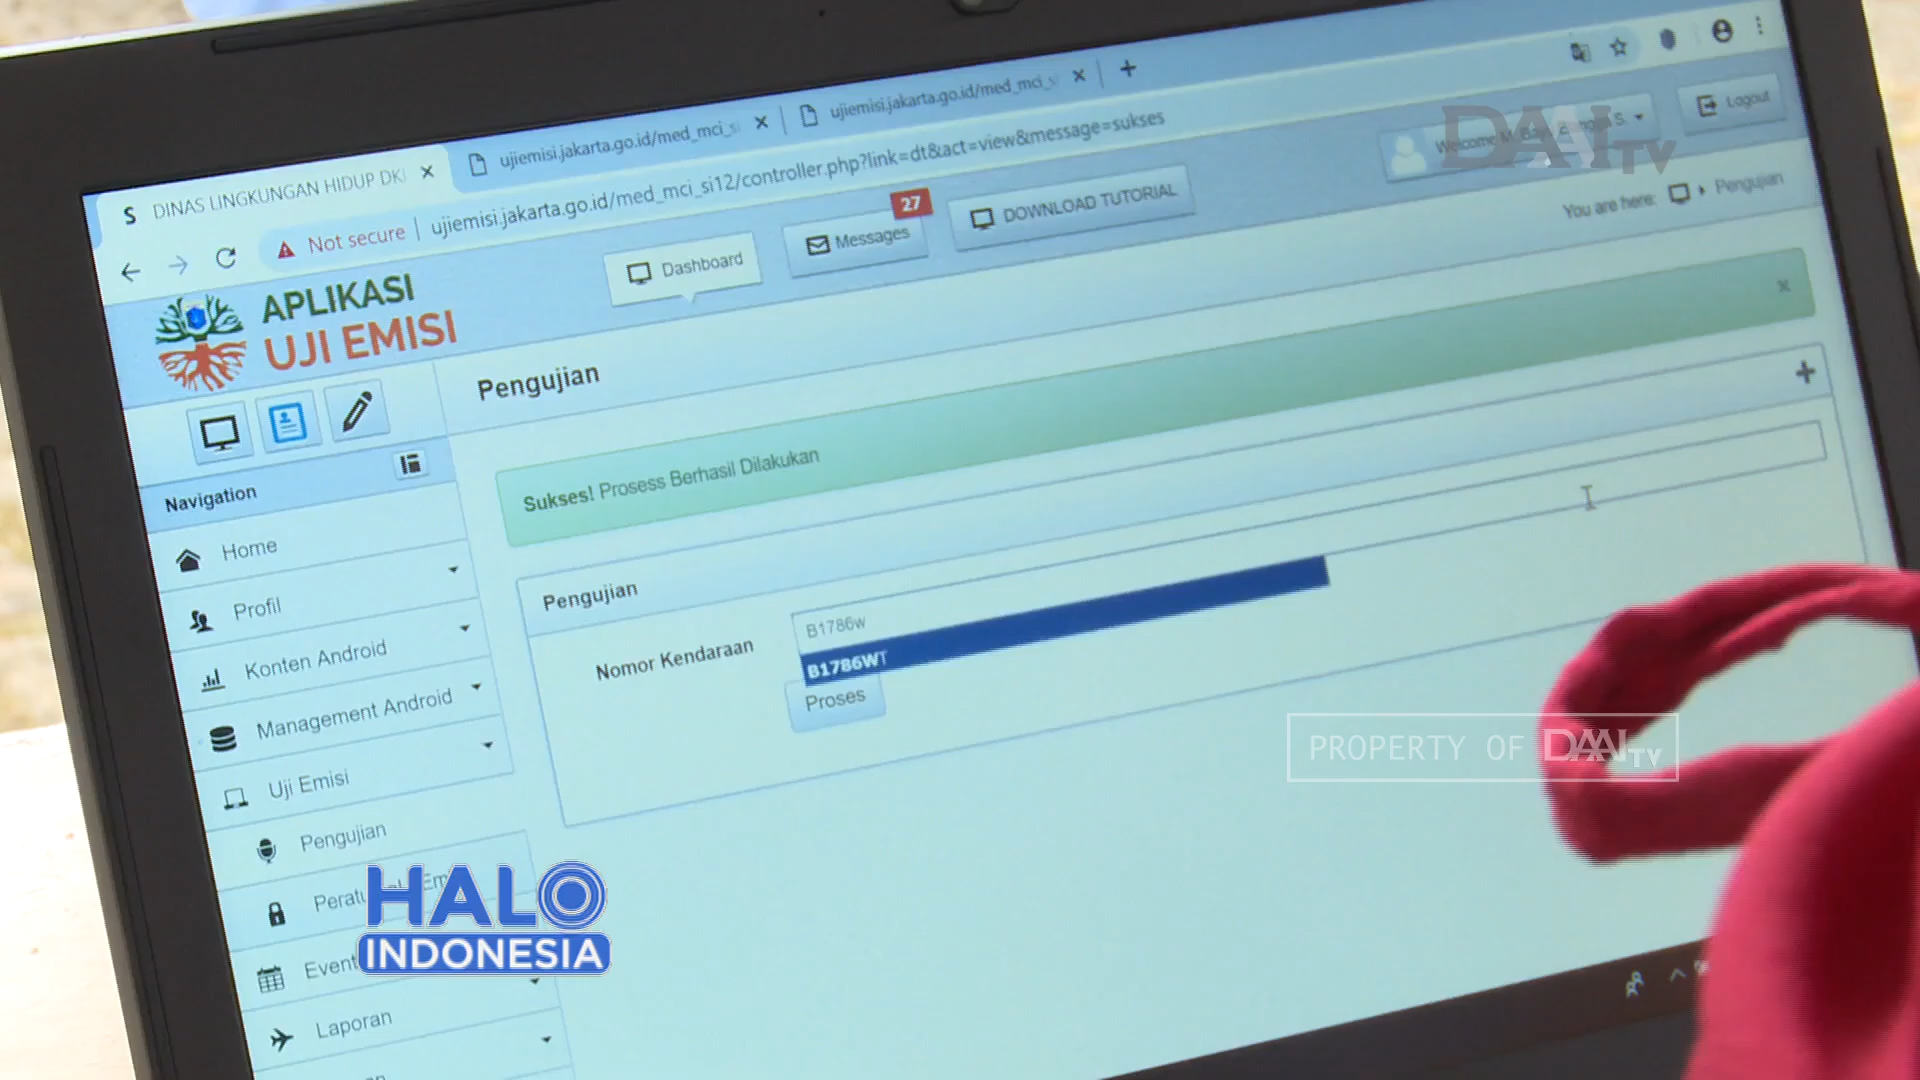 DINAS LINGKUNGAN HIDUP DKI
ujiemisi.jakarta.go.id/med_mci_si
ujiemisi.jakarta.go.id/med_mci_s
Not secure
ujiemisi.jakarta.go.id/med_mci_si12/controller.php?link=dt&act=view&message=sukses
APLIKASI
UJI EMISI
Dashboard
Messages
27
DOWNLOAD TUTORIAL
Welcome
Logout
DAAI TV
You are here:
Pengujian
Pengujian
Sukses! Prosess Berhasil Dilakukan
Navigation
Home
Profil
Konten Android
Management Android
Uji Emisi
Pengujian
Event
Laporan
Pengujian
Nomor Kendaraan
B1786w
B1786WT
Proses
PROPERTY OF DAAI TV
HALO
INDONESIA